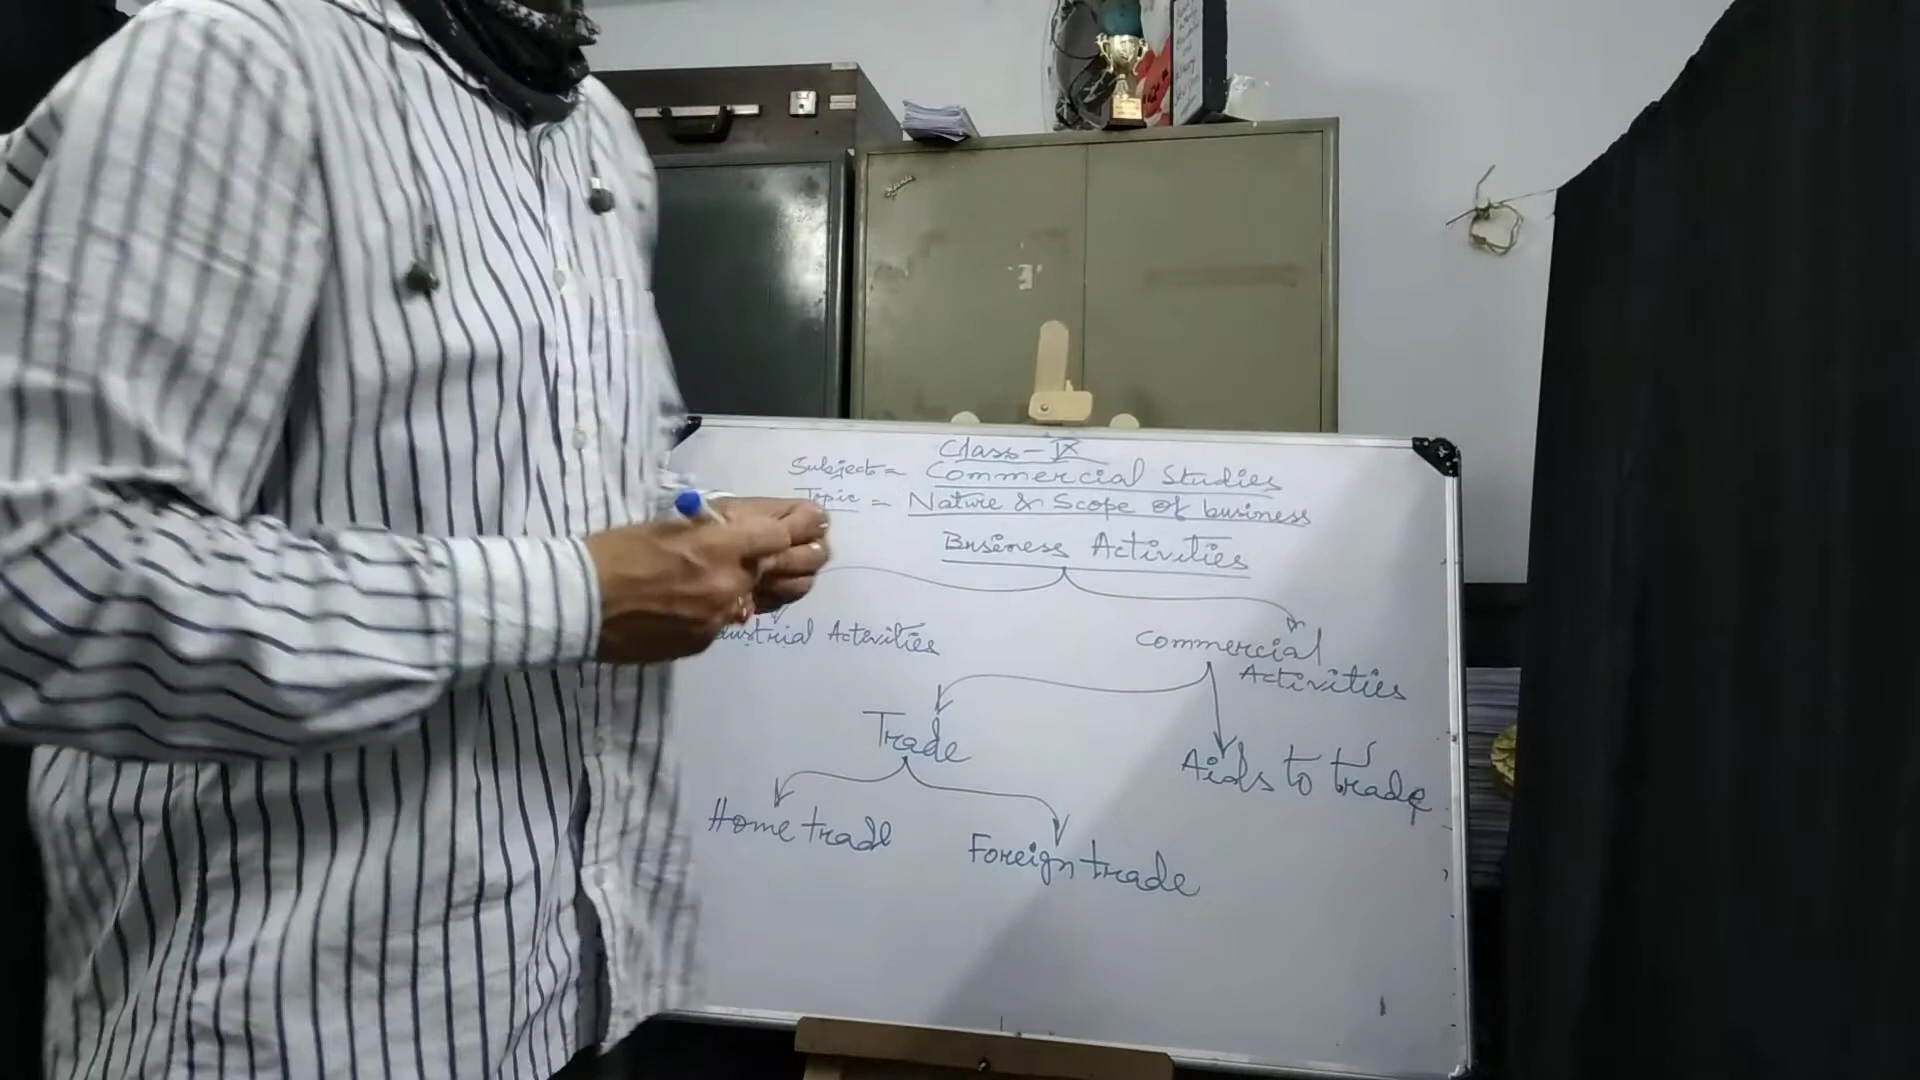 Class - IX
Subject = Commercial Studies
Topic = Nature & Scope of business
Business Activities
dustrial Activities
Commercial
Activities
Trade
Aids to trade
Home trade
Foreign trade